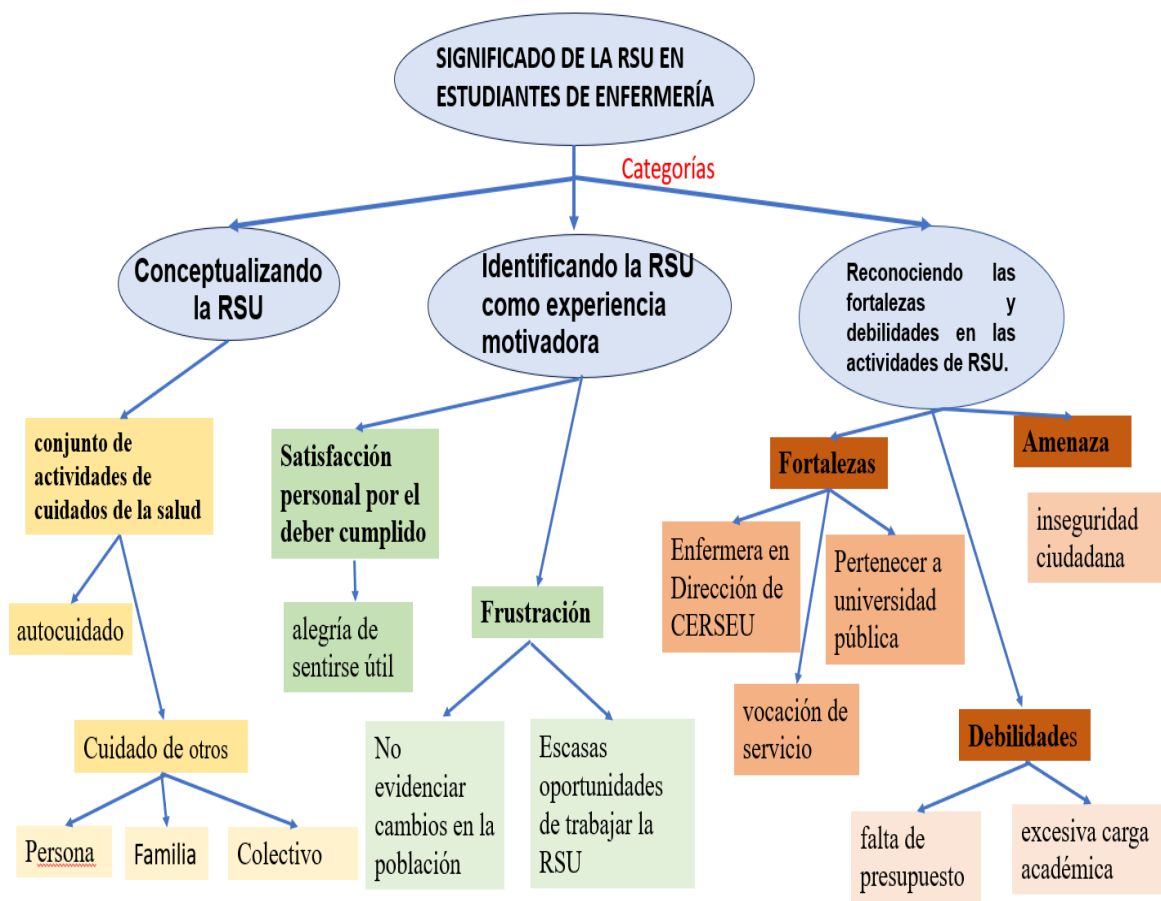 SIGNIFICADO DE LA RSU EN
ESTUDIANTES DE ENFERMERÍA
Categorías
Conceptualizando
la RSU
Identificando la RSU
como experiencia
motivadora
Reconociendo las
fortalezas y
debilidades en las
actividades de RSU.
conjunto de
actividades de
cuidados de la salud
autocuidado
Cuidado de otros
Persona
Familia
Colectivo
Satisfacción
personal por el
deber cumplido
alegría de
sentirse útil
Frustración
No
evidenciar
cambios en la
población
Escasas
oportunidades
de trabajar la
RSU
Fortalezas
Enfermera en
Dirección de
CERSEU
vocación de
servicio
Pertenecer a
universidad
pública
Amenaza
inseguridad
ciudadana
Debilidades
falta de
presupuesto
excesiva carga
académica